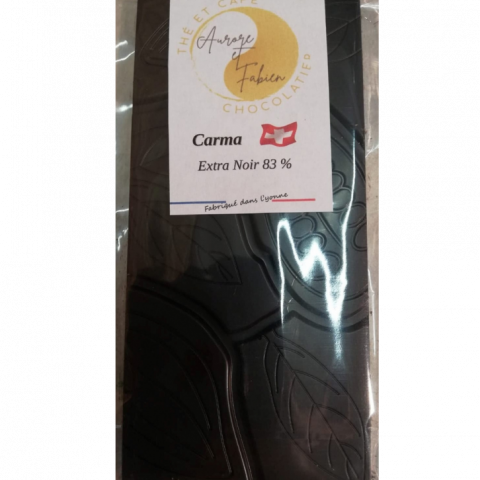 THÉ ET CAFÉ
Aurore
et
Fabien
CHOCOLATIER
Carma
Extra Noir 83 %
Fabriqué dans l'yonne